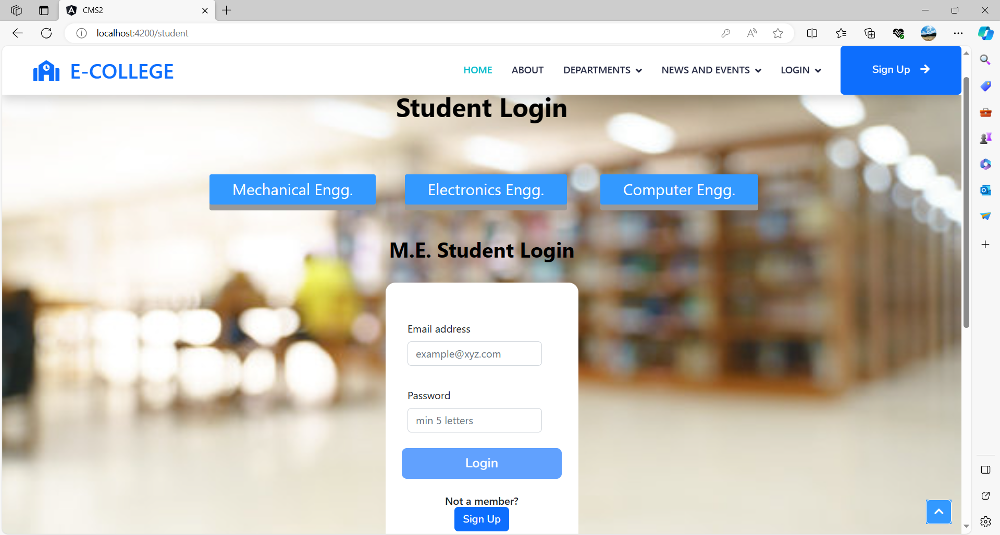 CMS2
localhost:4200/student
E-COLLEGE
HOME ABOUT DEPARTMENTS NEWS AND EVENTS LOGIN Sign Up
Student Login
Mechanical Engg. Electronics Engg. Computer Engg.
M.E. Student Login
Email address
example@xyz.com
Password
min 5 letters
Login
Not a member?
Sign Up